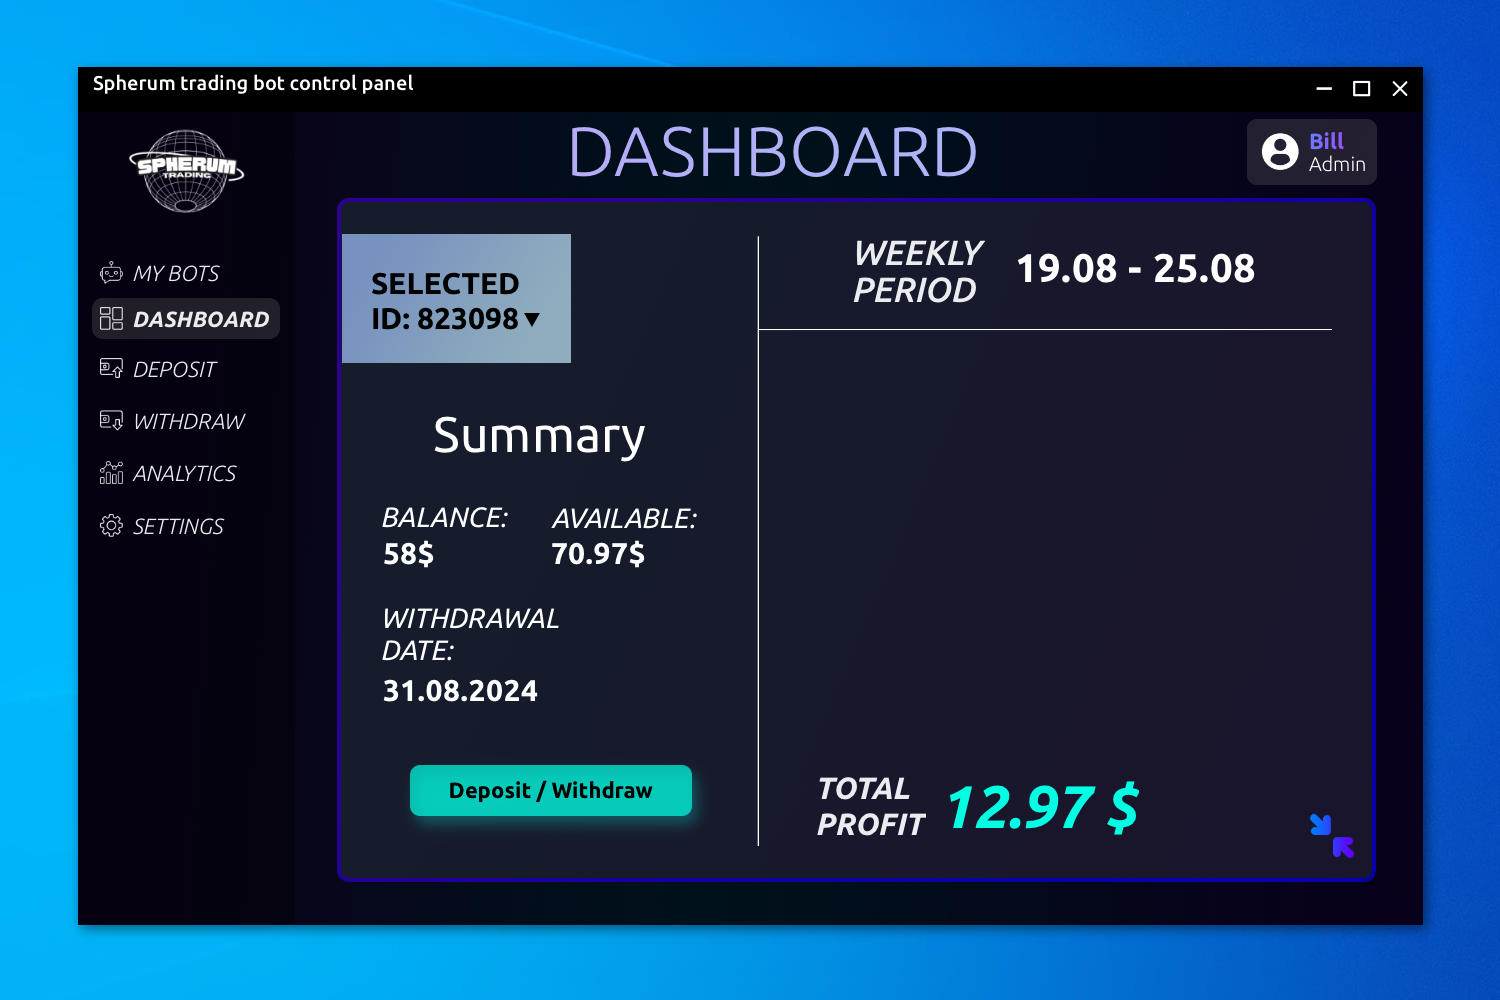 Spherum trading bot control panel
SPHERUM
TRADING
DASHBOARD
Bill
Admin
MY BOTS
DASHBOARD
DEPOSIT
WITHDRAW
ANALYTICS
SETTINGS
SELECTED
ID: 823098▼
Summary
BALANCE:
58$
AVAILABLE:
70.97$
WITHDRAWAL
DATE:
31.08.2024
Deposit / Withdraw
WEEKLY
PERIOD
19.08 - 25.08
TOTAL
PROFIT
12.97 $